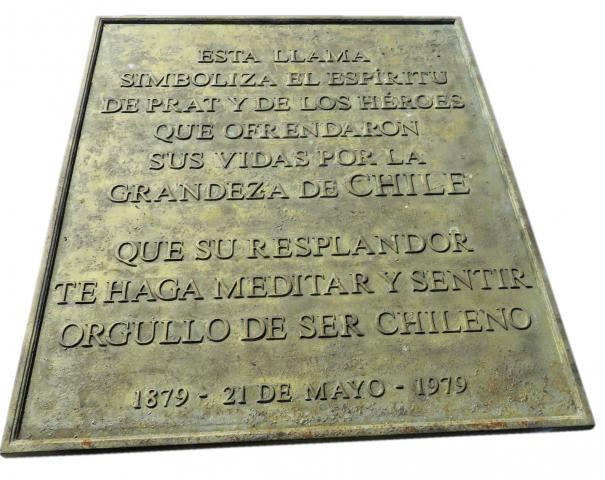 ESTA LLAMA
SIMBOLIZA EL ESPÍRITU
DE PRAT Y DE LOS HÉROES
QUE OFRENDARON
SUS VIDAS POR LA
GRANDEZA DE CHILE
QUE SU RESPLANDOR
TE HAGA MEDITAR Y SENTIR
ORGULLO DE SER CHILENO
1879 - 21 DE MAYO - 1979